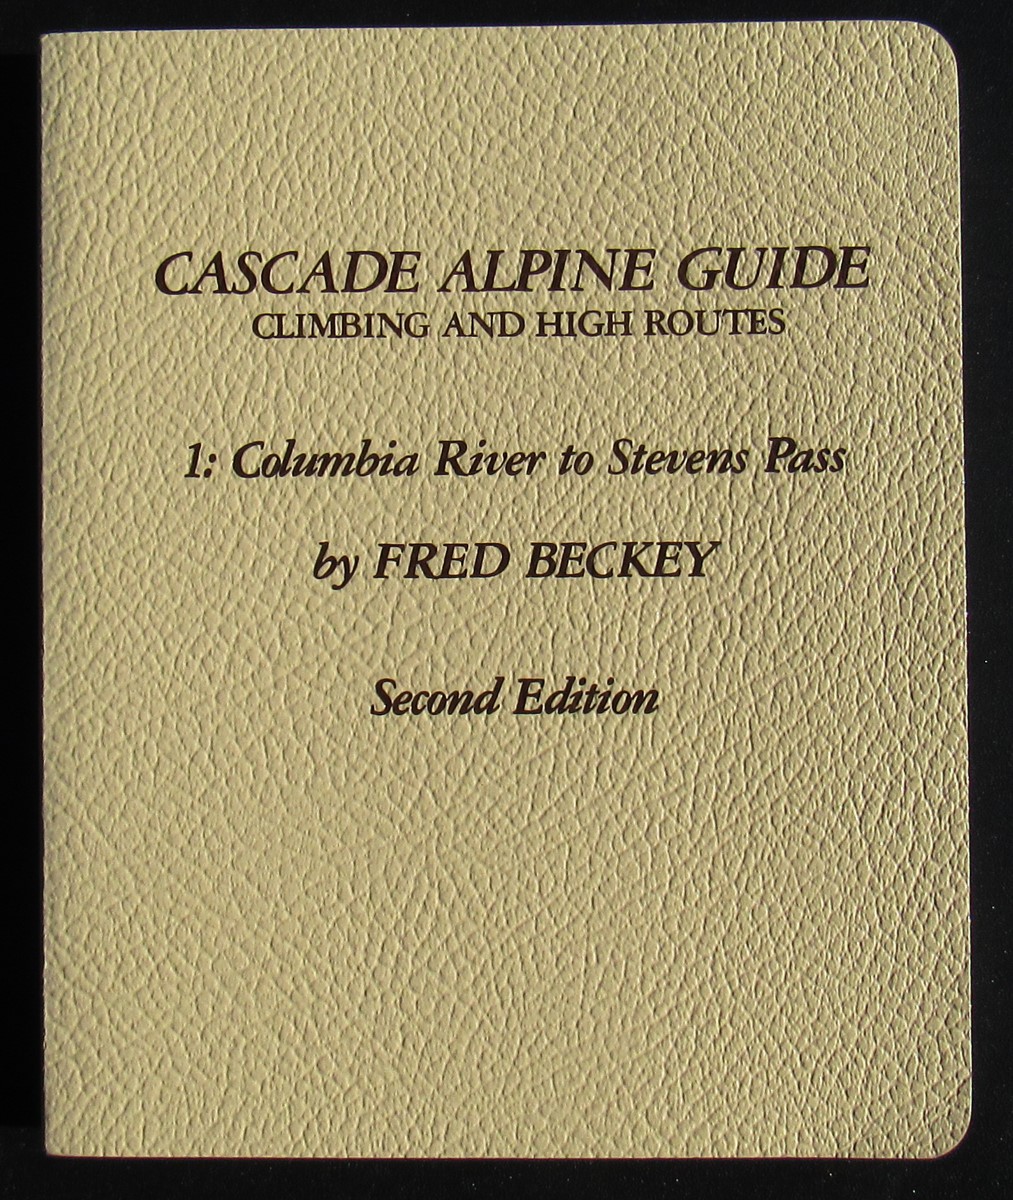 CASCADE ALPINE GUIDE
CLIMBING AND HIGH ROUTES
1: Columbia River to Stevens Pass
by FRED BECKEY
Second Edition